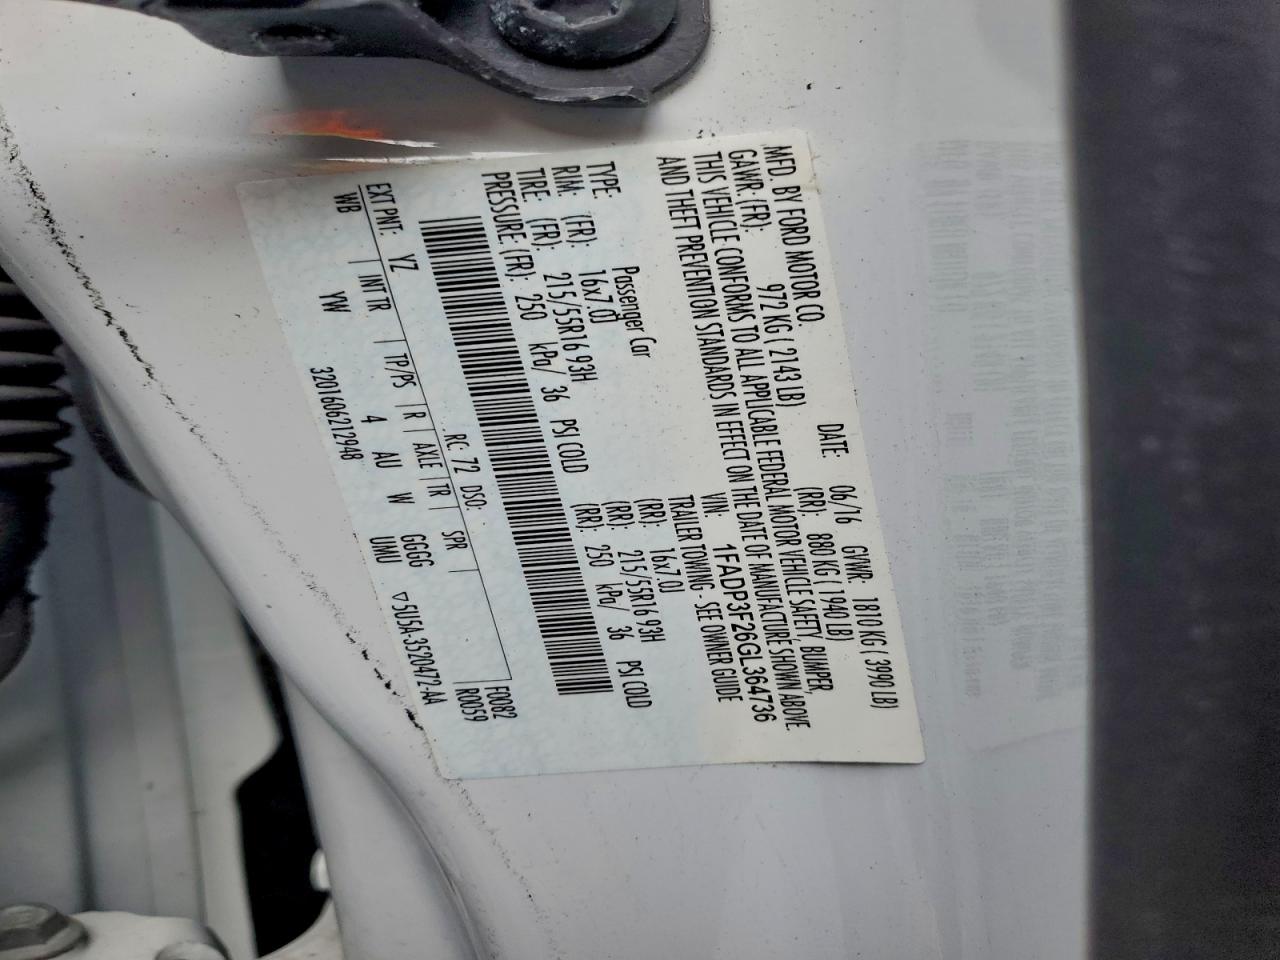 MFD. BY FORD MOTOR CO.
DATE: 06/16 GVWR: 1810 KG ( 3990 LB)
GAWR: (FR): 972 KG ( 2143 LB) (RR): 880 KG ( 1940 LB)
THIS VEHICLE CONFORMS TO ALL APPLICABLE FEDERAL MOTOR VEHICLE SAFETY, BUMPER,
AND THEFT PREVENTION STANDARDS IN EFFECT ON THE DATE OF MANUFACTURE SHOWN ABOVE
VIN: 1FADP3F26GL364736
TYPE: Passenger Car TRAILER TOWING - SEE OWNER GUIDE
RIM: (FR): 16x7.0J (RR): 16x7.0J
TIRE: (FR): 215/55R16 93H (RR): 215/55R16 93H
PRESSURE: (FR): 250 kPa/ 36 PSI COLD (RR): 250 kPa/ 36 PSI COLD
F0082
EXT PNT: YZ RC: 72 DSO: R0059
WB INT TR TP/PS R AXLE TR SPR
YW 4 AU W GGGG
3201606212948 UMU ▽5U5A-3520472-AA